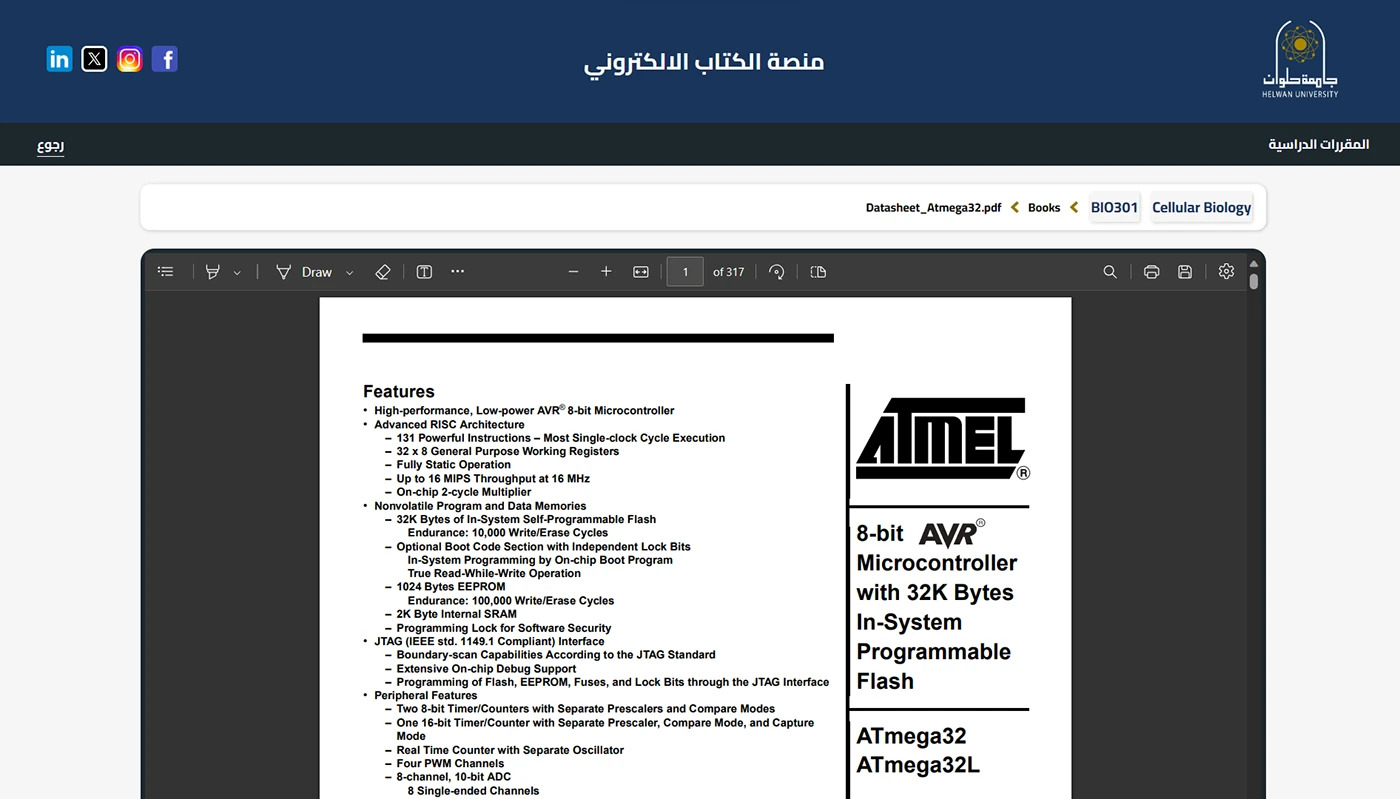 منصة الكتاب الالكتروني
جامعة حلوان
HELWAN UNIVERSITY
المقررات الدراسية
رجوع
Cellular Biology
BIO301
Books
Datasheet_Atmega32.pdf
Draw
1 of 317
Features
• High-performance, Low-power AVR® 8-bit Microcontroller
• Advanced RISC Architecture
– 131 Powerful Instructions – Most Single-clock Cycle Execution
– 32 x 8 General Purpose Working Registers
– Fully Static Operation
– Up to 16 MIPS Throughput at 16 MHz
– On-chip 2-cycle Multiplier
• Nonvolatile Program and Data Memories
– 32K Bytes of In-System Self-Programmable Flash
Endurance: 10,000 Write/Erase Cycles
– Optional Boot Code Section with Independent Lock Bits
In-System Programming by On-chip Boot Program
True Read-While-Write Operation
– 1024 Bytes EEPROM
Endurance: 100,000 Write/Erase Cycles
– 2K Byte Internal SRAM
– Programming Lock for Software Security
• JTAG (IEEE std. 1149.1 Compliant) Interface
– Boundary-scan Capabilities According to the JTAG Standard
– Extensive On-chip Debug Support
– Programming of Flash, EEPROM, Fuses, and Lock Bits through the JTAG Interface
• Peripheral Features
– Two 8-bit Timer/Counters with Separate Prescalers and Compare Modes
– One 16-bit Timer/Counter with Separate Prescaler, Compare Mode, and Capture
Mode
– Real Time Counter with Separate Oscillator
– Four PWM Channels
– 8-channel, 10-bit ADC
8 Single-ended Channels
ATMEL®
8-bit AVR®
Microcontroller
with 32K Bytes
In-System
Programmable
Flash
ATmega32
ATmega32L